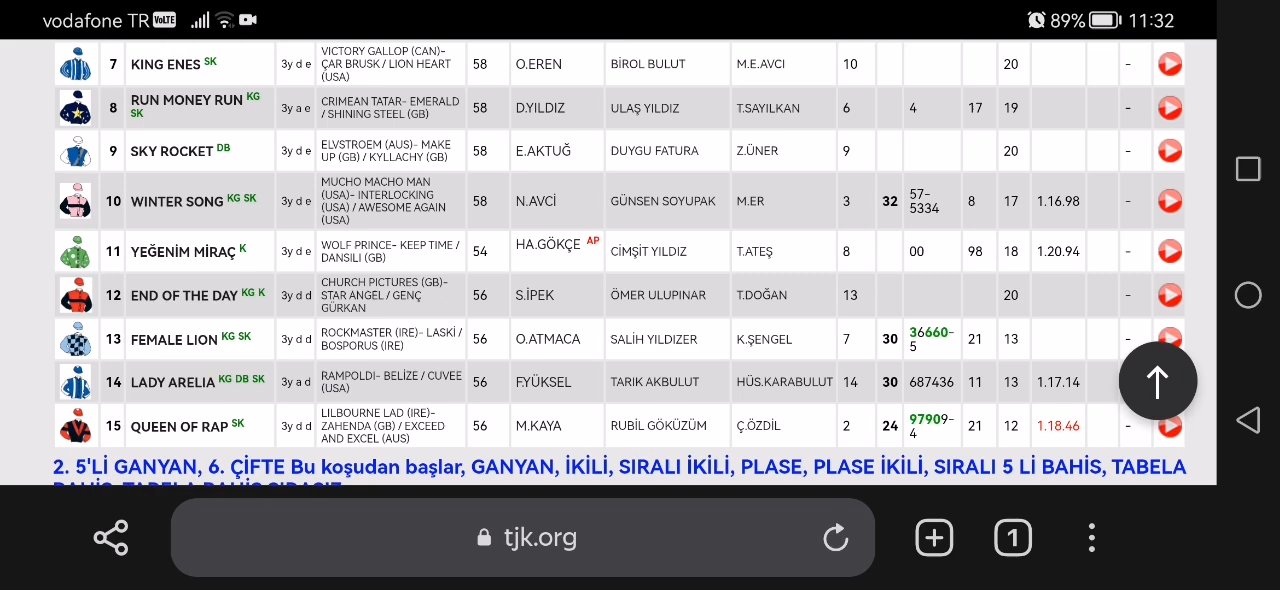 vodafone TR VoLTE 89% 11:32
7 KING ENES SK 3y d e VICTORY GALLOP (CAN)- ÇAR BRUSK / LION HEART (USA) 58 O.EREN BİROL BULUT M.E.AVCI 10 20 -
8 RUN MONEY RUN KG SK 3y a e CRIMEAN TATAR- EMERALD / SHINING STEEL (GB) 58 D.YILDIZ ULAŞ YILDIZ T.SAYILKAN 6 4 17 19 -
9 SKY ROCKET DB 3y d e ELVSTROEM (AUS)- MAKE UP (GB) / KYLLACHY (GB) 58 E.AKTUĞ DUYGU FATURA Z.ÜNER 9 20 -
10 WINTER SONG KG SK 3y d e MUCHO MACHO MAN (USA)- INTERLOCKING (USA) / AWESOME AGAIN (USA) 58 N.AVCİ GÜNSEN SOYUPAK M.ER 3 32 57-5334 8 17 1.16.98 -
11 YEĞENİM MİRAÇ K 3y d e WOLF PRINCE- KEEP TIME / DANSILI (GB) 54 HA.GÖKÇE AP CİMŞİT YILDIZ T.ATEŞ 8 00 98 18 1.20.94 -
12 END OF THE DAY KG K 3y d d CHURCH PICTURES (GB)- STAR ANGEL / GENÇ GÜRKAN 56 S.İPEK ÖMER ULUPINAR T.DOĞAN 13 20 -
13 FEMALE LION KG SK 3y d d ROCKMASTER (IRE)- LASKİ / BOSPORUS (IRE) 56 O.ATMACA SALİH YILDIZER K.ŞENGEL 7 30 36660-5 21 13 -
14 LADY ARELIA KG DB SK 3y a d RAMPOLDI- BELİZE / CUVEE (USA) 56 F.YÜKSEL TARIK AKBULUT HÜS.KARABULUT 14 30 687436 11 13 1.17.14 -
15 QUEEN OF RAP SK 3y d d LILBOURNE LAD (IRE)- ZAHENDA (GB) / EXCEED AND EXCEL (AUS) 56 M.KAYA RUBİL GÖKÜZÜM Ç.ÖZDİL 2 24 97909-4 21 12 1.18.46 -
2. 5'Lİ GANYAN, 6. ÇİFTE Bu koşudan başlar, GANYAN, İKİLİ, SIRALI İKİLİ, PLASE, PLASE İKİLİ, SIRALI 5 Lİ BAHİS, TABELA
tjk.org 1